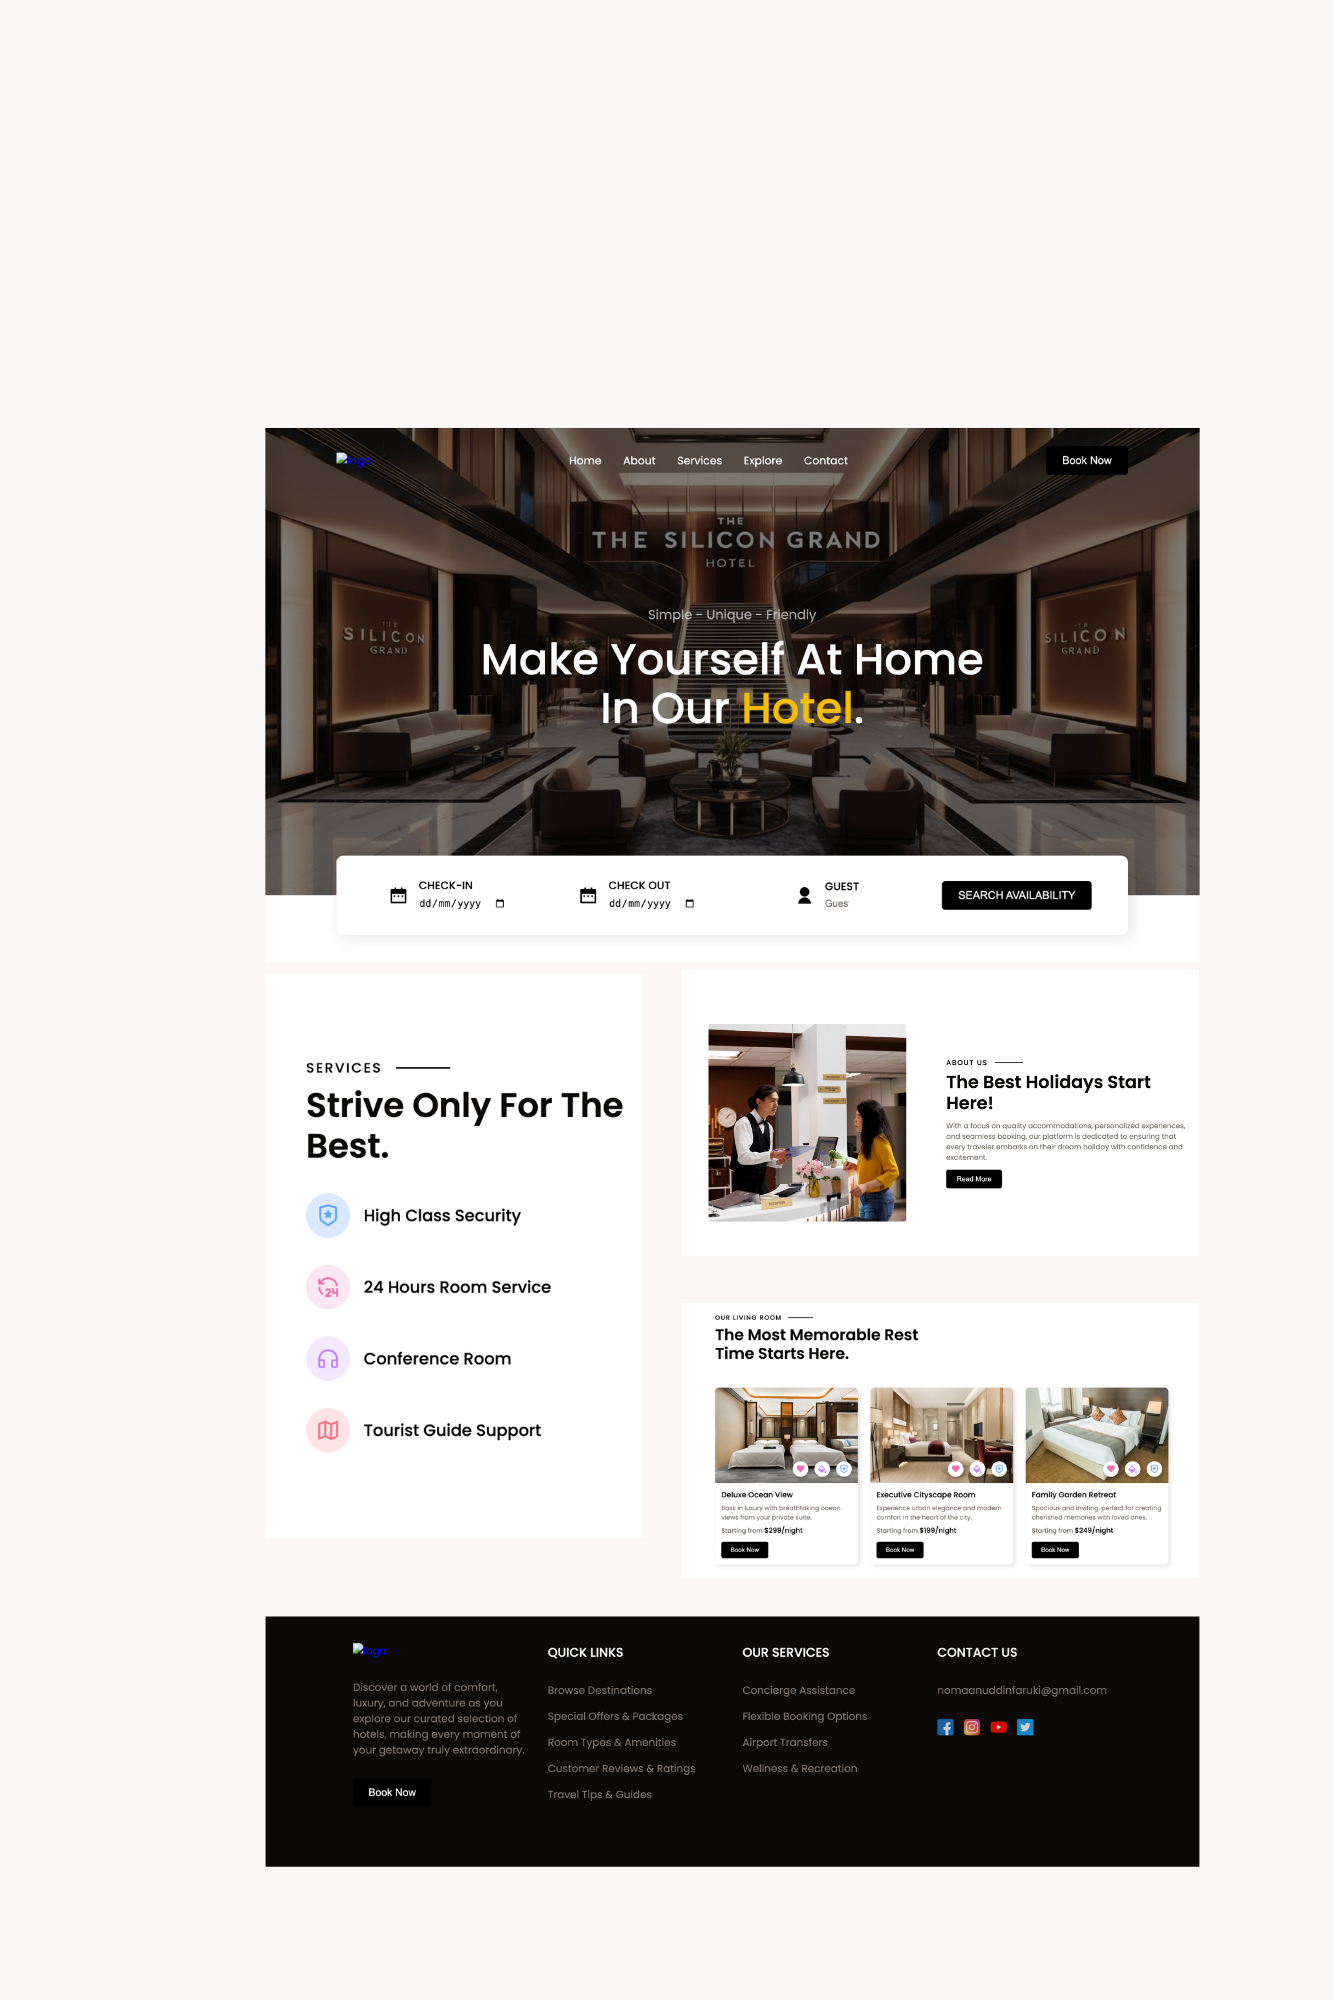 logo
Home About Services Explore Contact
Book Now
THE
THE SILICON GRAND
HOTEL
SILICON
GRAND
SILICON
GRAND
Simple - Unique - Friendly
Make Yourself At Home
In Our Hotel.
CHECK-IN
dd/mm/yyyy
CHECK OUT
dd/mm/yyyy
GUEST
Gues
SEARCH AVAILABILITY
SERVICES
Strive Only For The
Best.
High Class Security
24
24 Hours Room Service
Conference Room
Tourist Guide Support
RECEPTION
ABOUT US
The Best Holidays Start
Here!
With a focus on quality accommodations, personalized experiences,
and seamless booking, our platform is dedicated to ensuring that
every traveler embarks on their dream holiday with confidence and
excitement.
Read More
OUR LIVING ROOM
The Most Memorable Rest
Time Starts Here.
Deluxe Ocean View
Bask in luxury with breathtaking ocean
views from your private suite.
Starting from $299/night
Book Now
Executive Cityscape Room
Experience urban elegance and modern
comfort in the heart of the city.
Starting from $199/night
Book Now
Family Garden Retreat
Spacious and inviting, perfect for creating
cherished memories with loved ones.
Starting from $249/night
Book Now
logo
Discover a world of comfort,
luxury, and adventure as you
explore our curated selection of
hotels, making every moment of
your getaway truly extraordinary.
Book Now
QUICK LINKS
Browse Destinations
Special Offers & Packages
Room Types & Amenities
Customer Reviews & Ratings
Travel Tips & Guides
OUR SERVICES
Concierge Assistance
Flexible Booking Options
Airport Transfers
Wellness & Recreation
CONTACT US
nomaanuddinfaruki@gmail.com